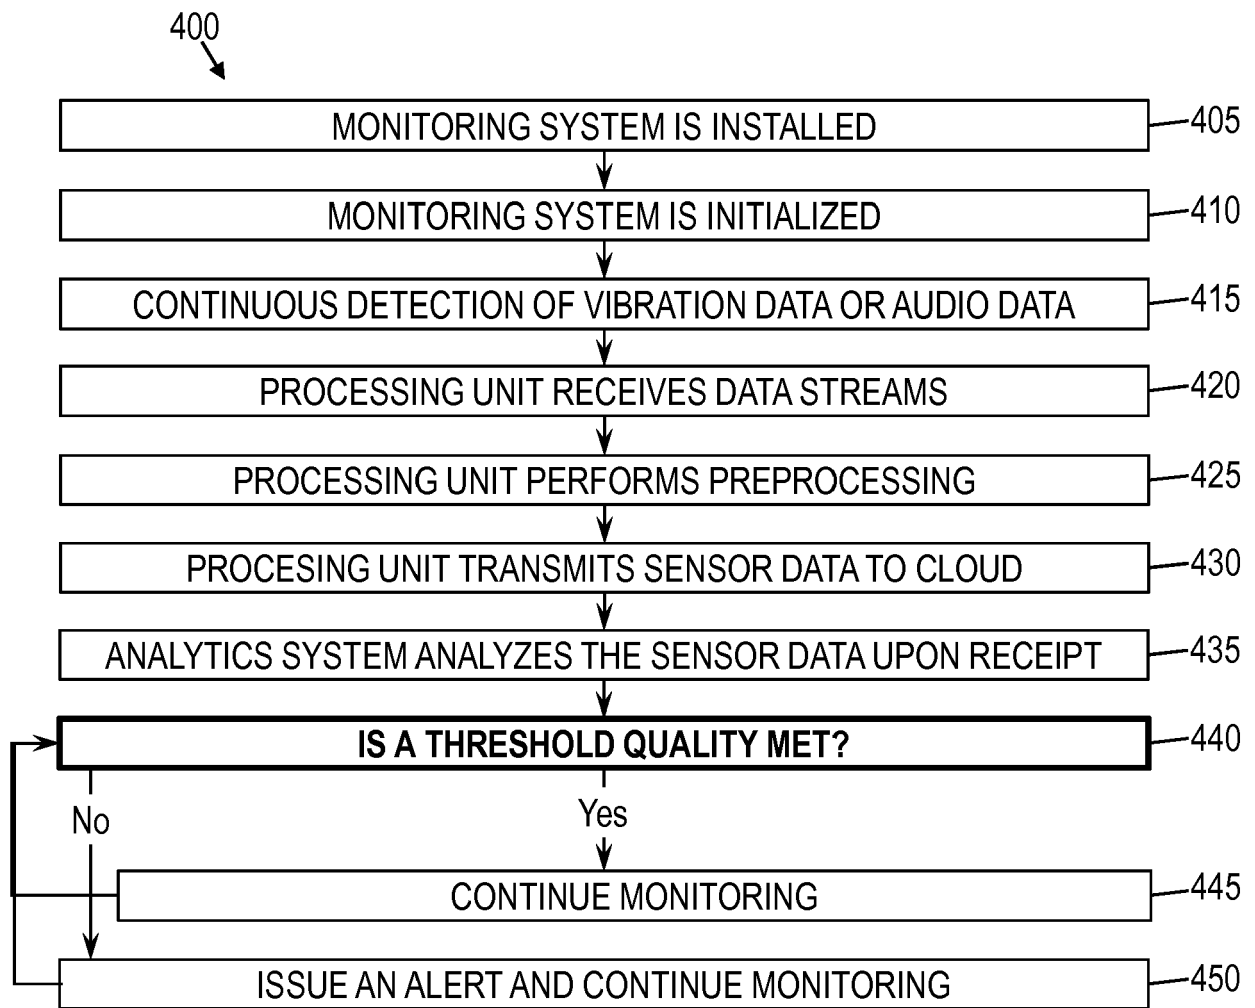 400
MONITORING SYSTEM IS INSTALLED
405
MONITORING SYSTEM IS INITIALIZED
410
CONTINUOUS DETECTION OF VIBRATION DATA OR AUDIO DATA
415
PROCESSING UNIT RECEIVES DATA STREAMS
420
PROCESSING UNIT PERFORMS PREPROCESSING
425
PROCESING UNIT TRANSMITS SENSOR DATA TO CLOUD
430
ANALYTICS SYSTEM ANALYZES THE SENSOR DATA UPON RECEIPT
435
IS A THRESHOLD QUALITY MET?
440
No
Yes
CONTINUE MONITORING
445
ISSUE AN ALERT AND CONTINUE MONITORING
450